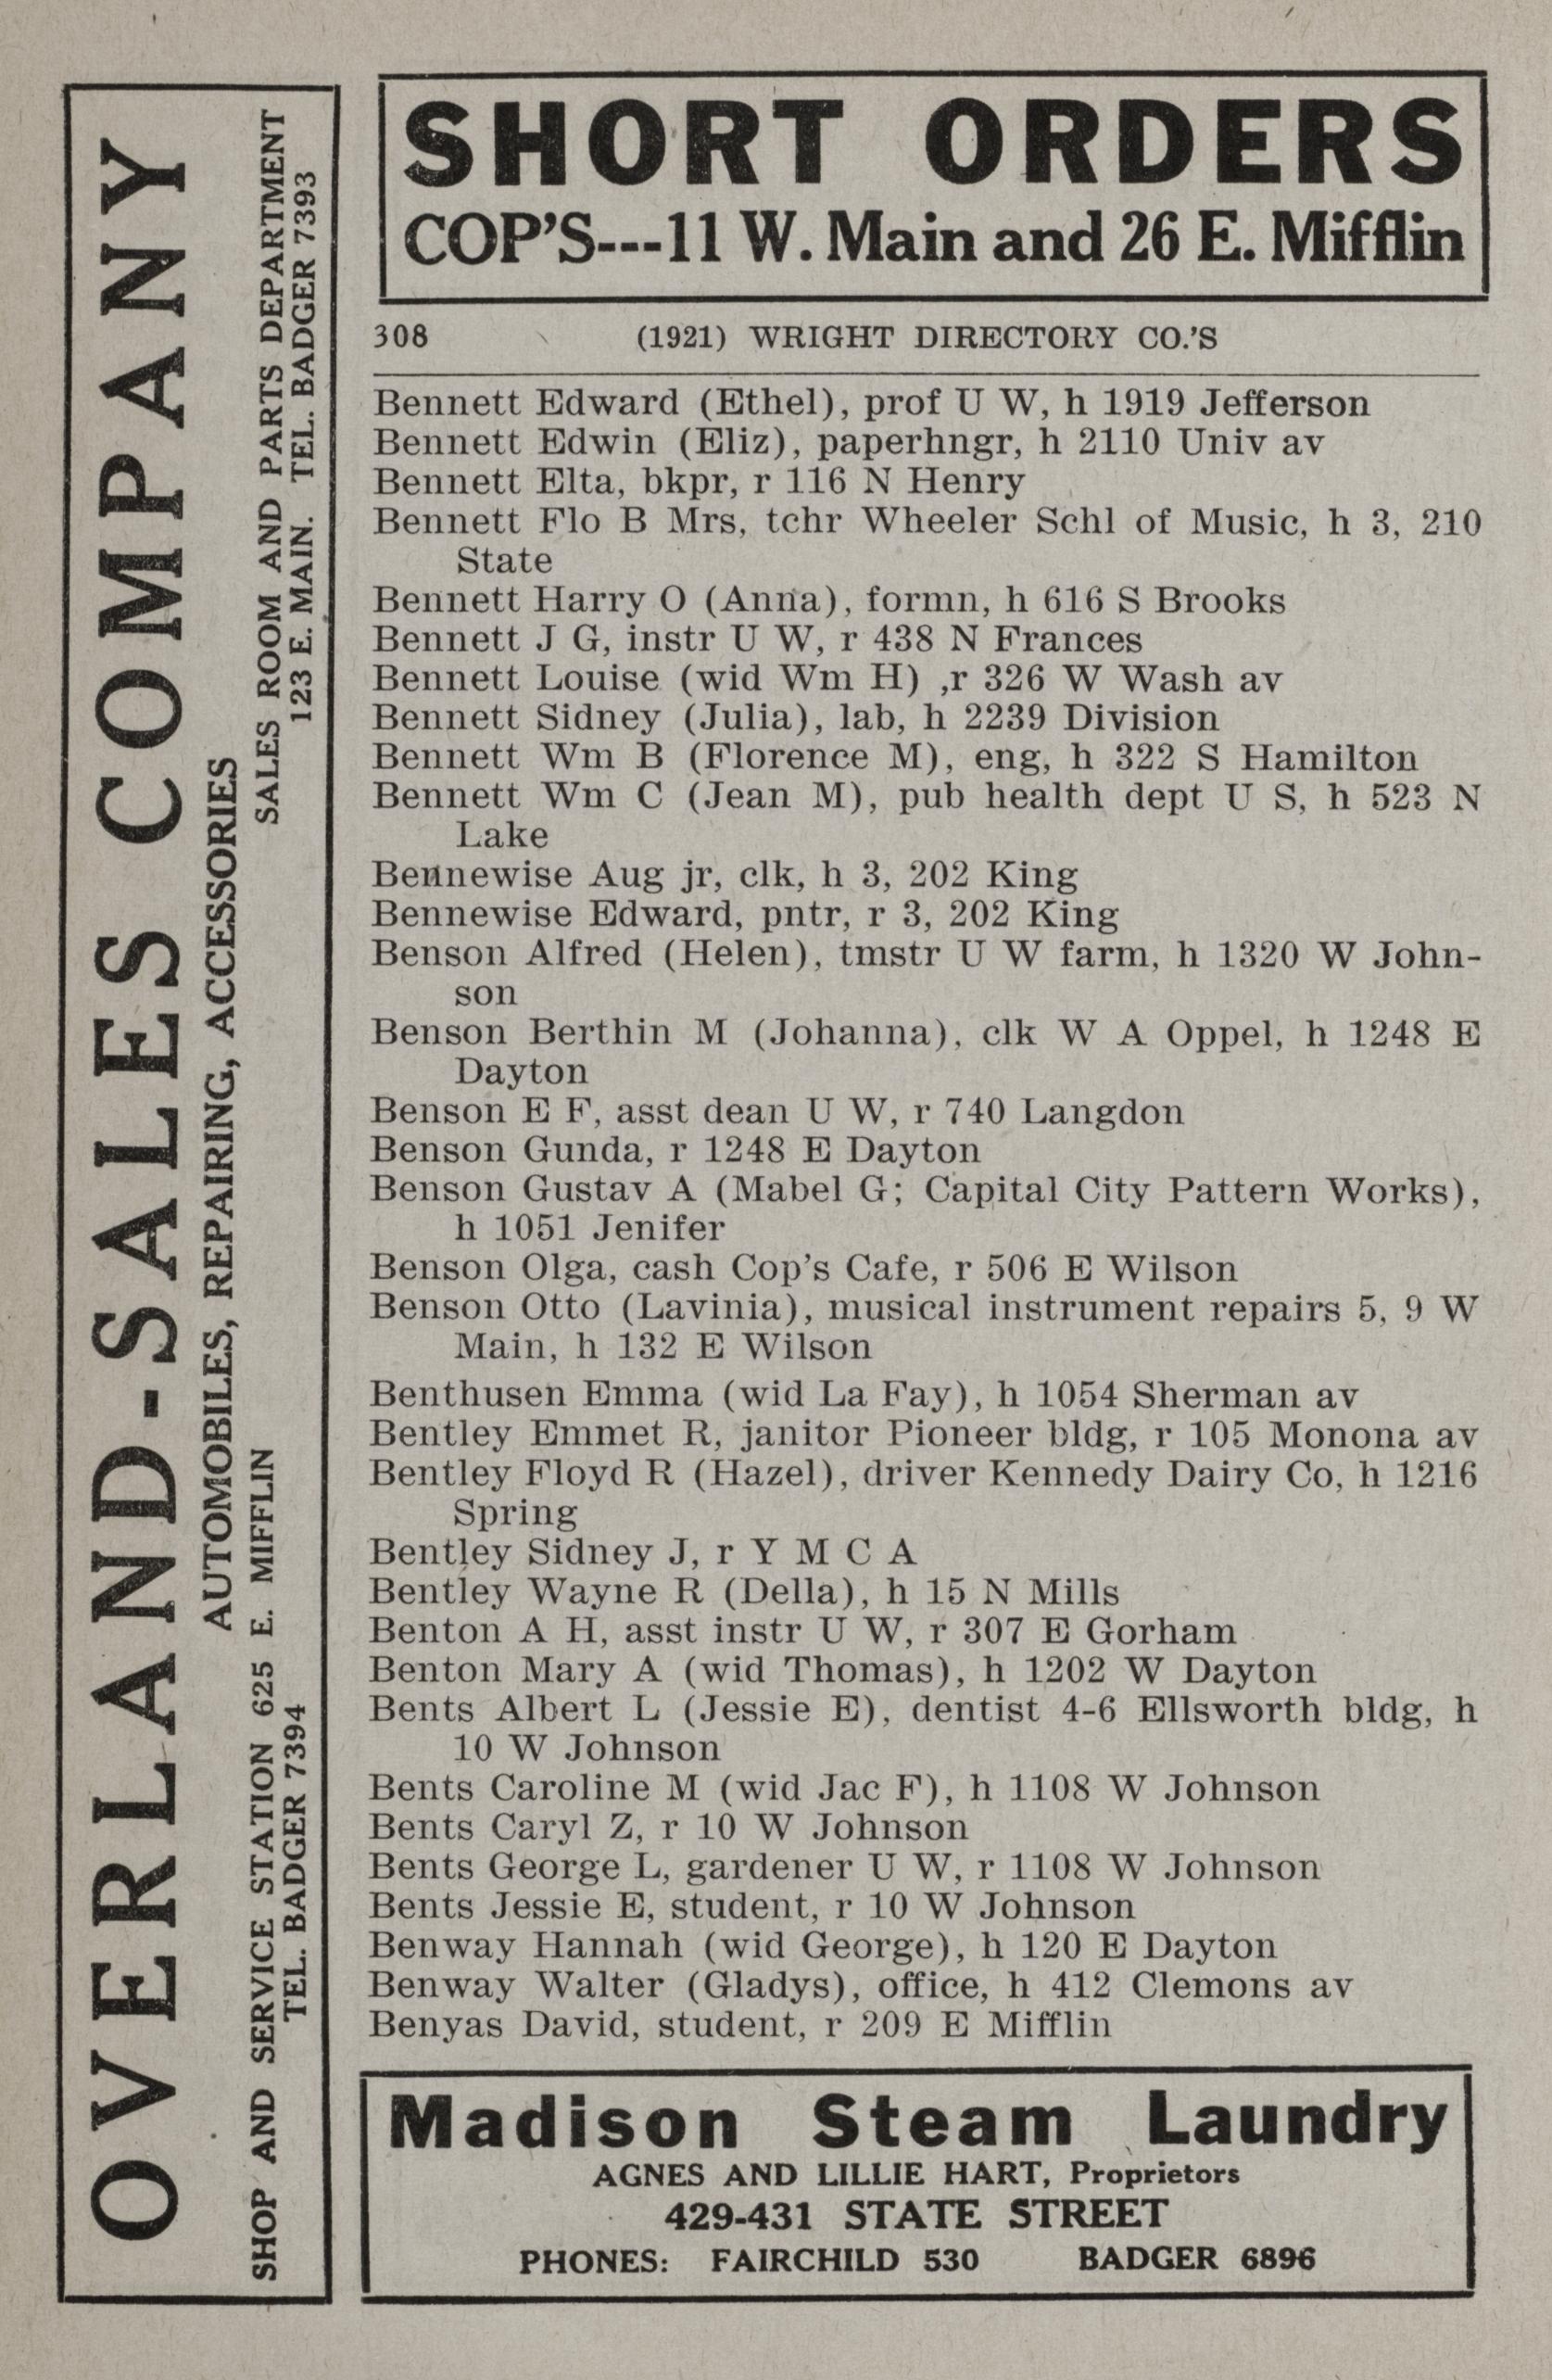 SHORT ORDERS
COP'S---11 W. Main and 26 E. Mifflin
308 (1921) WRIGHT DIRECTORY CO.'S
Bennett Edward (Ethel), prof U W, h 1919 Jefferson
Bennett Edwin (Eliz), paperhngr, h 2110 Univ av
Bennett Elta, bkpr, r 116 N Henry
Bennett Flo B Mrs, tchr Wheeler Schl of Music, h 3, 210
State
Bennett Harry O (Anna), formn, h 616 S Brooks
Bennett J G, instr U W, r 438 N Frances
Bennett Louise (wid Wm H) ,r 326 W Wash av
Bennett Sidney (Julia), lab, h 2239 Division
Bennett Wm B (Florence M), eng, h 322 S Hamilton
Bennett Wm C (Jean M), pub health dept U S, h 523 N
Lake
Bennewise Aug jr, clk, h 3, 202 King
Bennewise Edward, pntr, r 3, 202 King
Benson Alfred (Helen), tmstr U W farm, h 1320 W John-
son
Benson Berthin M (Johanna), clk W A Oppel, h 1248 E
Dayton
Benson E F, asst dean U W, r 740 Langdon
Benson Gunda, r 1248 E Dayton
Benson Gustav A (Mabel G; Capital City Pattern Works),
h 1051 Jenifer
Benson Olga, cash Cop's Cafe, r 506 E Wilson
Benson Otto (Lavinia), musical instrument repairs 5, 9 W
Main, h 132 E Wilson
Benthusen Emma (wid La Fay), h 1054 Sherman av
Bentley Emmet R, janitor Pioneer bldg, r 105 Monona av
Bentley Floyd R (Hazel), driver Kennedy Dairy Co, h 1216
Spring
Bentley Sidney J, r Y M C A
Bentley Wayne R (Della), h 15 N Mills
Benton A H, asst instr U W, r 307 E Gorham
Benton Mary A (wid Thomas), h 1202 W Dayton
Bents Albert L (Jessie E), dentist 4-6 Ellsworth bldg, h
10 W Johnson
Bents Caroline M (wid Jac F), h 1108 W Johnson
Bents Caryl Z, r 10 W Johnson
Bents George L, gardener U W, r 1108 W Johnson
Bents Jessie E, student, r 10 W Johnson
Benway Hannah (wid George), h 120 E Dayton
Benway Walter (Gladys), office, h 412 Clemons av
Benyas David, student, r 209 E Mifflin
Madison Steam Laundry
AGNES AND LILLIE HART, Proprietors
429-431 STATE STREET
PHONES: FAIRCHILD 530 BADGER 6896
OVERLAND-SALES COMPANY
AUTOMOBILES, REPAIRING, ACCESSORIES
SHOP AND SERVICE STATION 625 E. MIFFLIN
TEL. BADGER 7394
SALES ROOM AND PARTS DEPARTMENT
123 E. MAIN. TEL. BADGER 7393